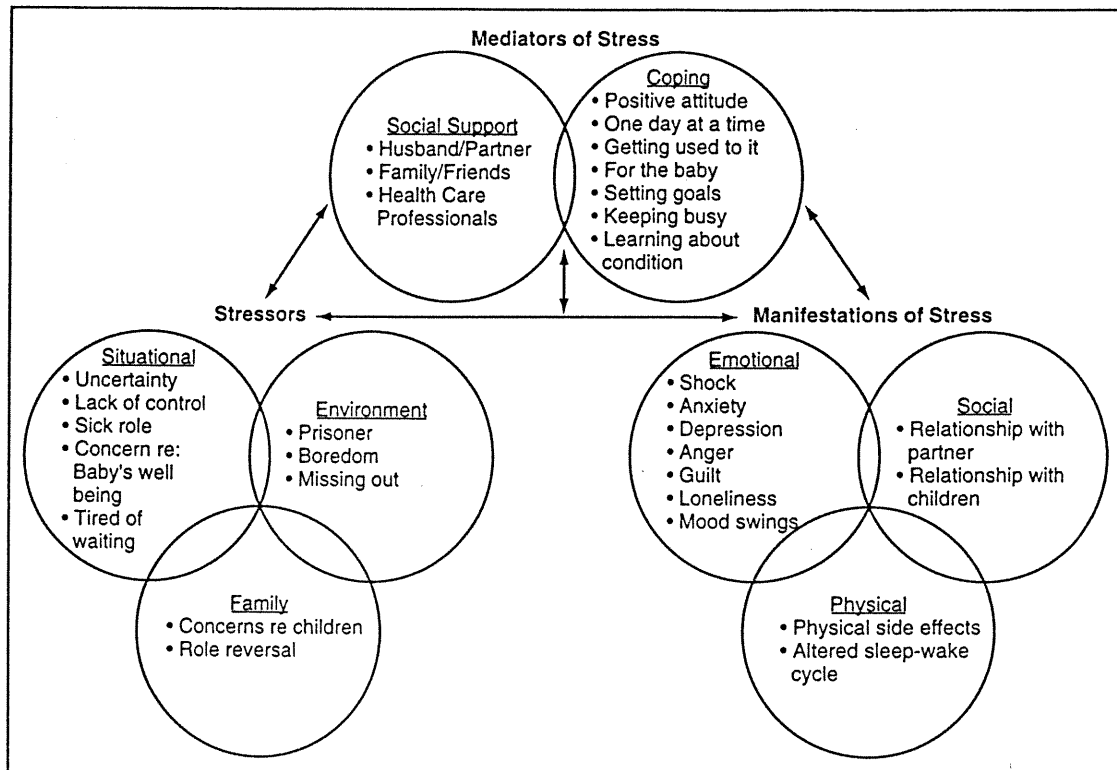 Mediators of Stress
Social Support
• Husband/Partner
• Family/Friends
• Health Care
Professionals
Coping
• Positive attitude
• One day at a time
• Getting used to it
• For the baby
• Setting goals
• Keeping busy
• Learning about
condition
Stressors
Situational
• Uncertainty
• Lack of control
• Sick role
• Concern re:
Baby's well
being
• Tired of
waiting
Environment
• Prisoner
• Boredom
• Missing out
Family
• Concerns re children
• Role reversal
Manifestations of Stress
Emotional
• Shock
• Anxiety
• Depression
• Anger
• Guilt
• Loneliness
• Mood swings
Social
• Relationship with
partner
• Relationship with
children
Physical
• Physical side effects
• Altered sleep-wake
cycle